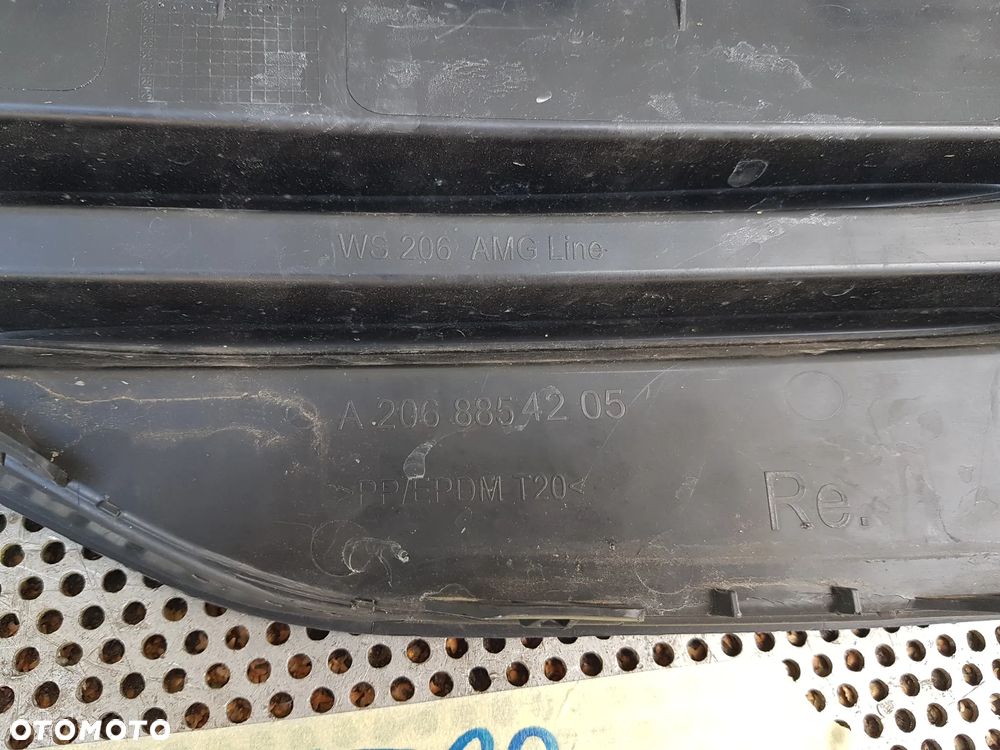 WS 206 AMG Line
A 206 885 42 05
>PP/EPDM T20<
Re.
OTOMOTO